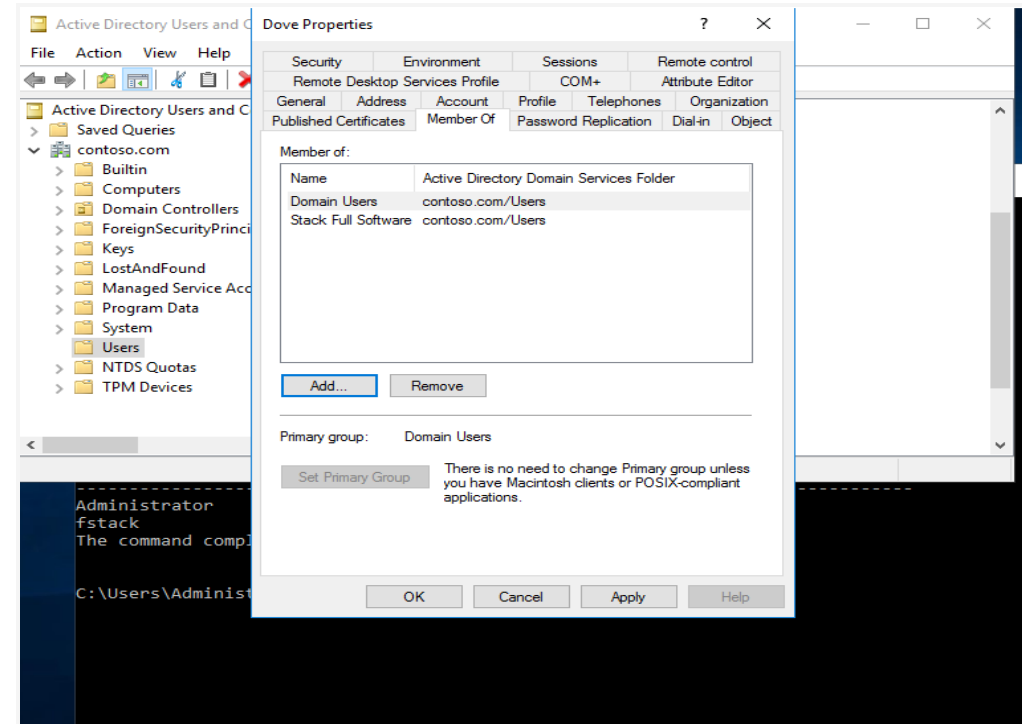 Active Directory Users and C
File Action View Help
Active Directory Users and C
Saved Queries
contoso.com
Builtin
Computers
Domain Controllers
ForeignSecurityPrinci
Keys
LostAndFound
Managed Service Acc
Program Data
System
Users
NTDS Quotas
TPM Devices
Dove Properties
?
Security Environment Sessions Remote control
Remote Desktop Services Profile COM+ Attribute Editor
General Address Account Profile Telephones Organization
Published Certificates Member Of Password Replication Dial-in Object
Member of:
Name Active Directory Domain Services Folder
Domain Users contoso.com/Users
Stack Full Software contoso.com/Users
Add... Remove
Primary group: Domain Users
Set Primary Group
There is no need to change Primary group unless
you have Macintosh clients or POSIX-compliant
applications.
OK Cancel Apply Help
Administrator
fstack
The command compl
C:\Users\Administ